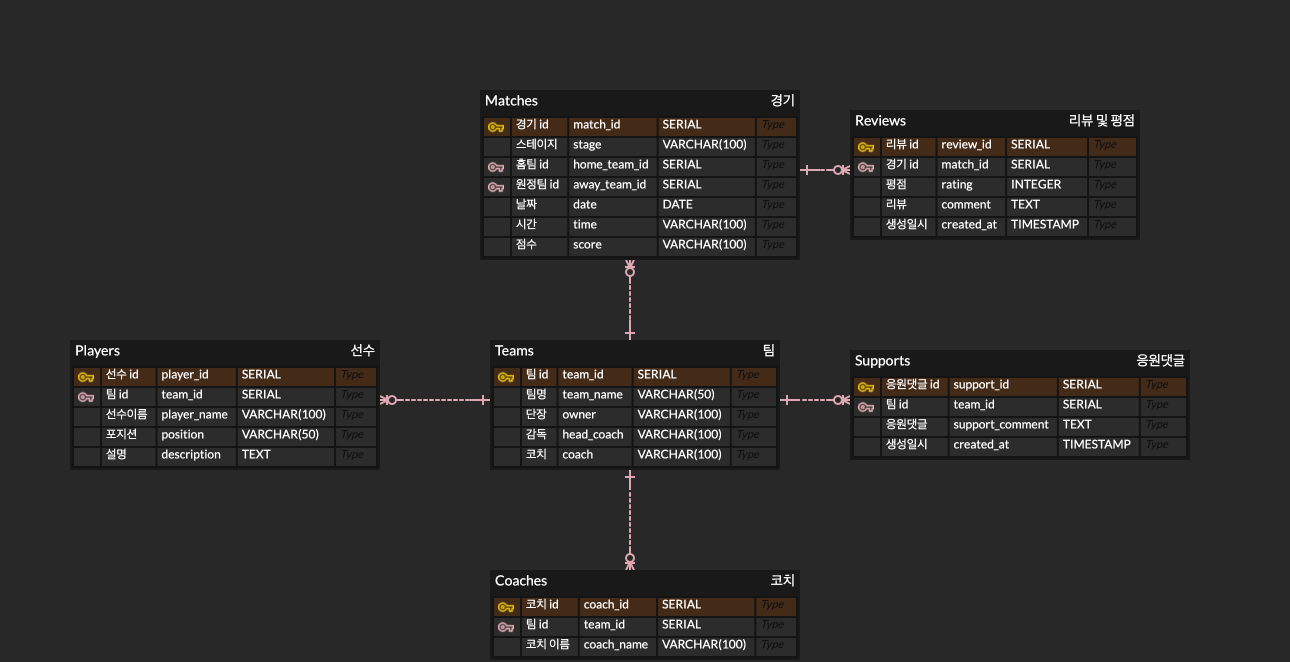 Matches 경기
경기 id match_id SERIAL Type
스테이지 stage VARCHAR(100) Type
홈팀 id home_team_id SERIAL Type
원정팀 id away_team_id SERIAL Type
날짜 date DATE Type
시간 time VARCHAR(100) Type
점수 score VARCHAR(100) Type
Reviews 리뷰 및 평점
리뷰 id review_id SERIAL Type
경기 id match_id SERIAL Type
평점 rating INTEGER Type
리뷰 comment TEXT Type
생성일시 created_at TIMESTAMP Type
Players 선수
선수 id player_id SERIAL Type
팀 id team_id SERIAL Type
선수이름 player_name VARCHAR(100) Type
포지션 position VARCHAR(50) Type
설명 description TEXT Type
Teams 팀
팀 id team_id SERIAL Type
팀명 team_name VARCHAR(50) Type
단장 owner VARCHAR(100) Type
감독 head_coach VARCHAR(100) Type
코치 coach VARCHAR(100) Type
Supports 응원댓글
응원댓글 id support_id SERIAL Type
팀 id team_id SERIAL Type
응원댓글 support_comment TEXT Type
생성일시 created_at TIMESTAMP Type
Coaches 코치
코치 id coach_id SERIAL Type
팀 id team_id SERIAL Type
코치 이름 coach_name VARCHAR(100) Type